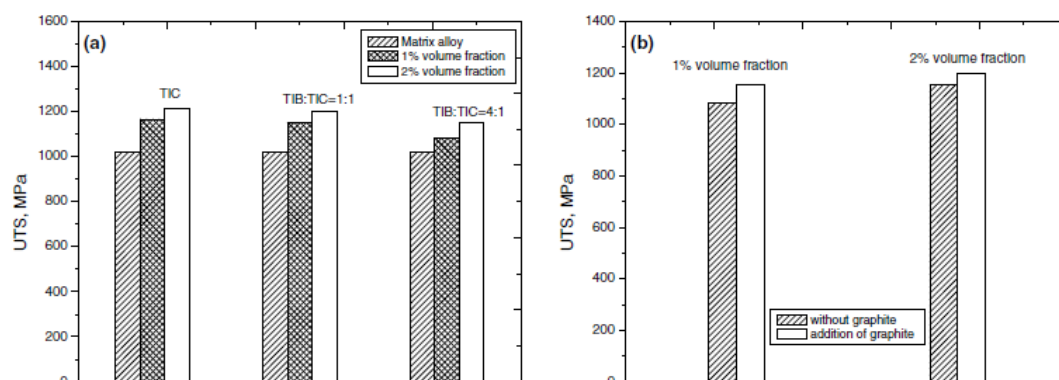 1600
1400
1200
1000
800
600
400
200
0
UTS, MPa
(a)
Matrix alloy
1% volume fraction
2% volume fraction
TIC
TIB:TIC=1:1
TIB:TIC=4:1
1400
1200
1000
800
600
400
200
0
UTS, MPa
(b)
1% volume fraction
2% volume fraction
without graphite
addition of graphite